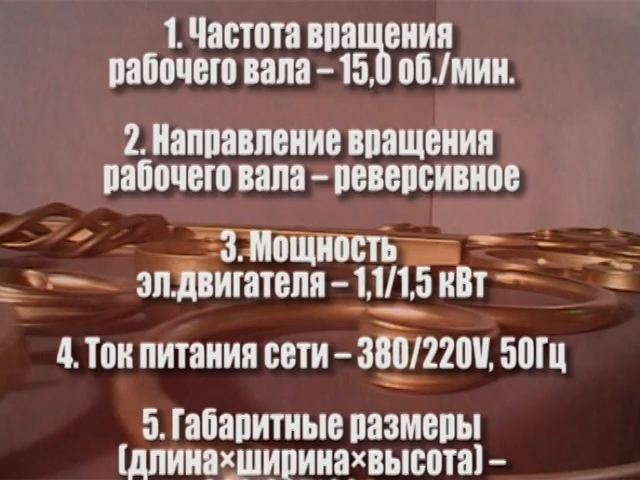 1. Частота вращения
рабочего вала – 15,0 об./мин.
2. Направление вращения
рабочего вала – реверсивное
3. Мощность
эл.двигателя – 1,1/1,5 кВт
4. Ток питания сети – 380/220V, 50Гц
5. Габаритные размеры
(длина×ширина×высота) –